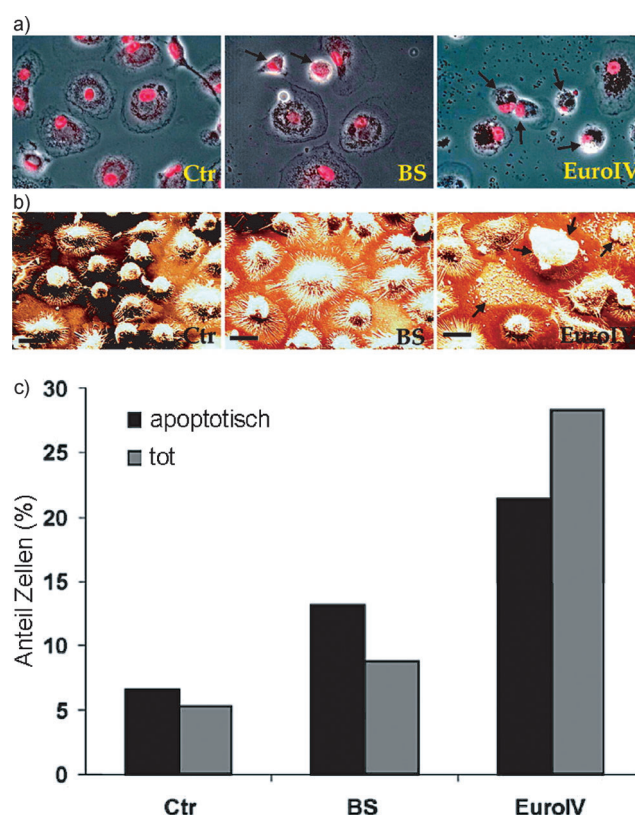 a)
Ctr
BS
EuroIV
b)
Ctr
BS
EuroIV
c)
30
25
20
15
10
5
0
Anteil Zellen (%)
apoptotisch
tot
Ctr
BS
EuroIV